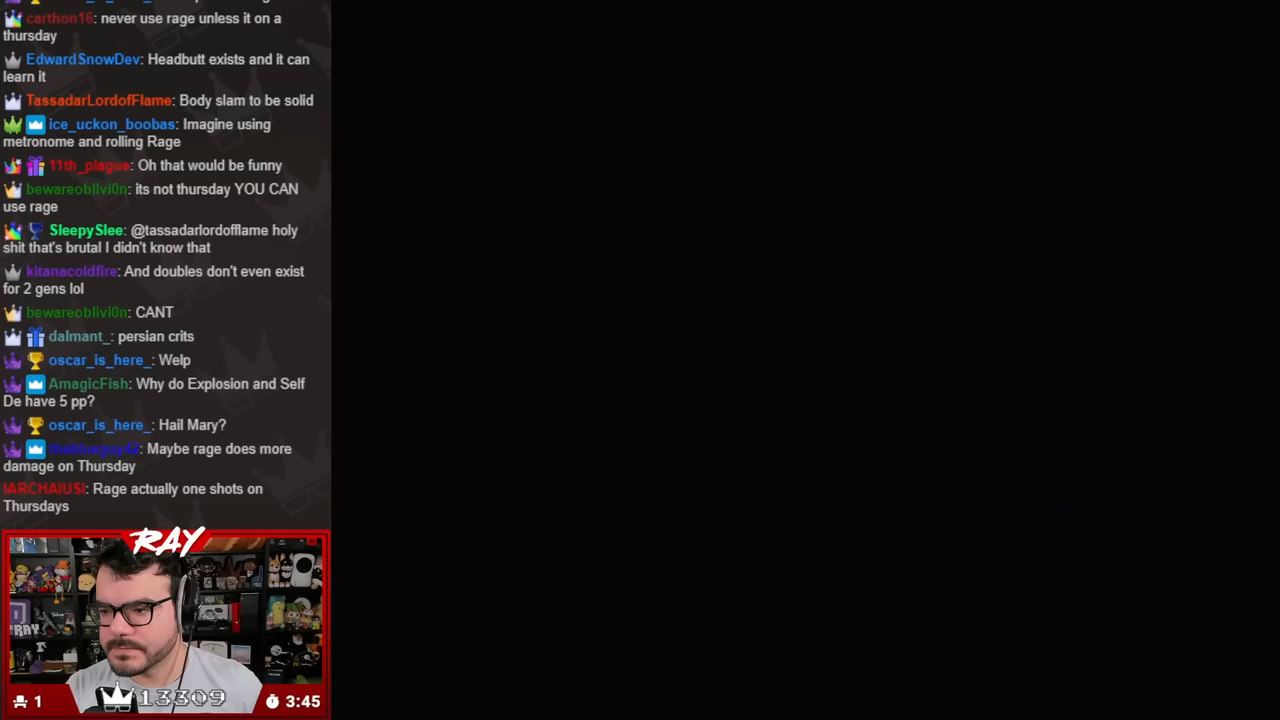 carthon16: never use rage unless it on a
thursday
EdwardSnowDev: Headbutt exists and it can
learn it
TassadarLordofFlame: Body slam to be solid
ice_uckon_boobas: Imagine using
metronome and rolling Rage
11th_plague: Oh that would be funny
bewareoblivi0n: its not thursday YOU CAN
use rage
SleepySlee: @tassadarlordofflame holy
shit that's brutal I didn't know that
kitanacoldfire: And doubles don't even exist
for 2 gens lol
bewareoblivi0n: CANT
dalmant_: persian crits
oscar_is_here_: Welp
AmagicFish: Why do Explosion and Self
De have 5 pp?
oscar_is_here_: Hail Mary?
: Maybe rage does more
damage on Thursday
IARCHAIUSI: Rage actually one shots on
Thursdays
RAY
1
13309
3:45